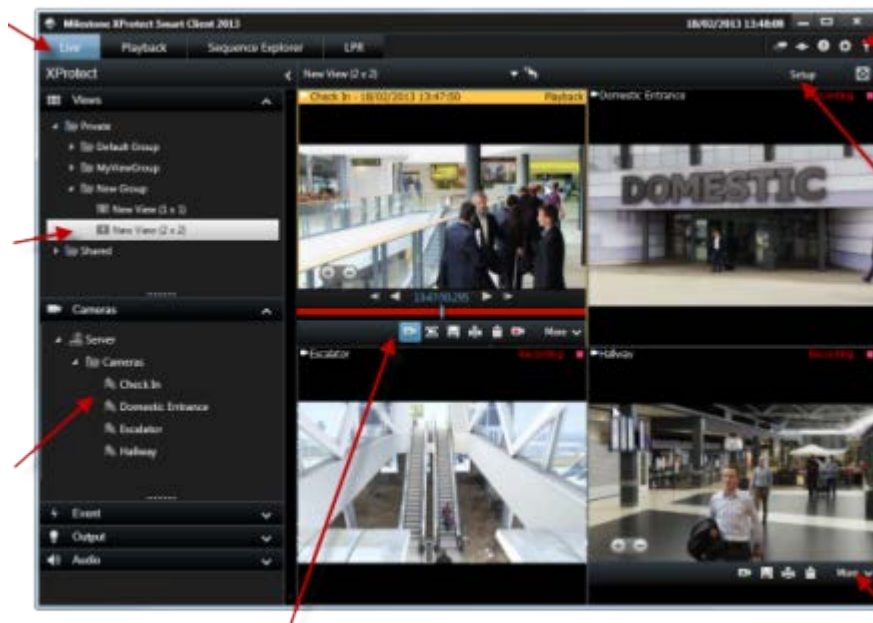 Milestone XProtect Smart Client 2013
18/02/2013 13:48:00
Live Playback Sequence Explorer LPR
XProtect
New View (2 x 2)
Setup
Views
Private
Default Group
MyViewGroup
New Group
New View (1 x 1)
New View (2 x 2)
Shared
Check In - 18/02/2013 13:47:50 Playback
Domestic Entrance Recording
DOMESTIC
Cameras
Server
Cameras
Check In
Domestic Entrance
Escalator
Hallway
More
Escalator Recording
Hallway Recording
Event
Output
Audio
More